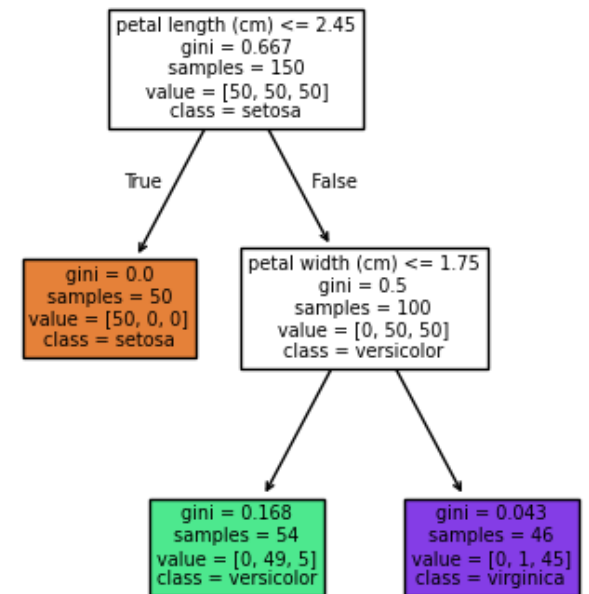 petal length (cm) <= 2.45
gini = 0.667
samples = 150
value = [50, 50, 50]
class = setosa
True
False
gini = 0.0
samples = 50
value = [50, 0, 0]
class = setosa
petal width (cm) <= 1.75
gini = 0.5
samples = 100
value = [0, 50, 50]
class = versicolor
gini = 0.168
samples = 54
value = [0, 49, 5]
class = versicolor
gini = 0.043
samples = 46
value = [0, 1, 45]
class = virginica